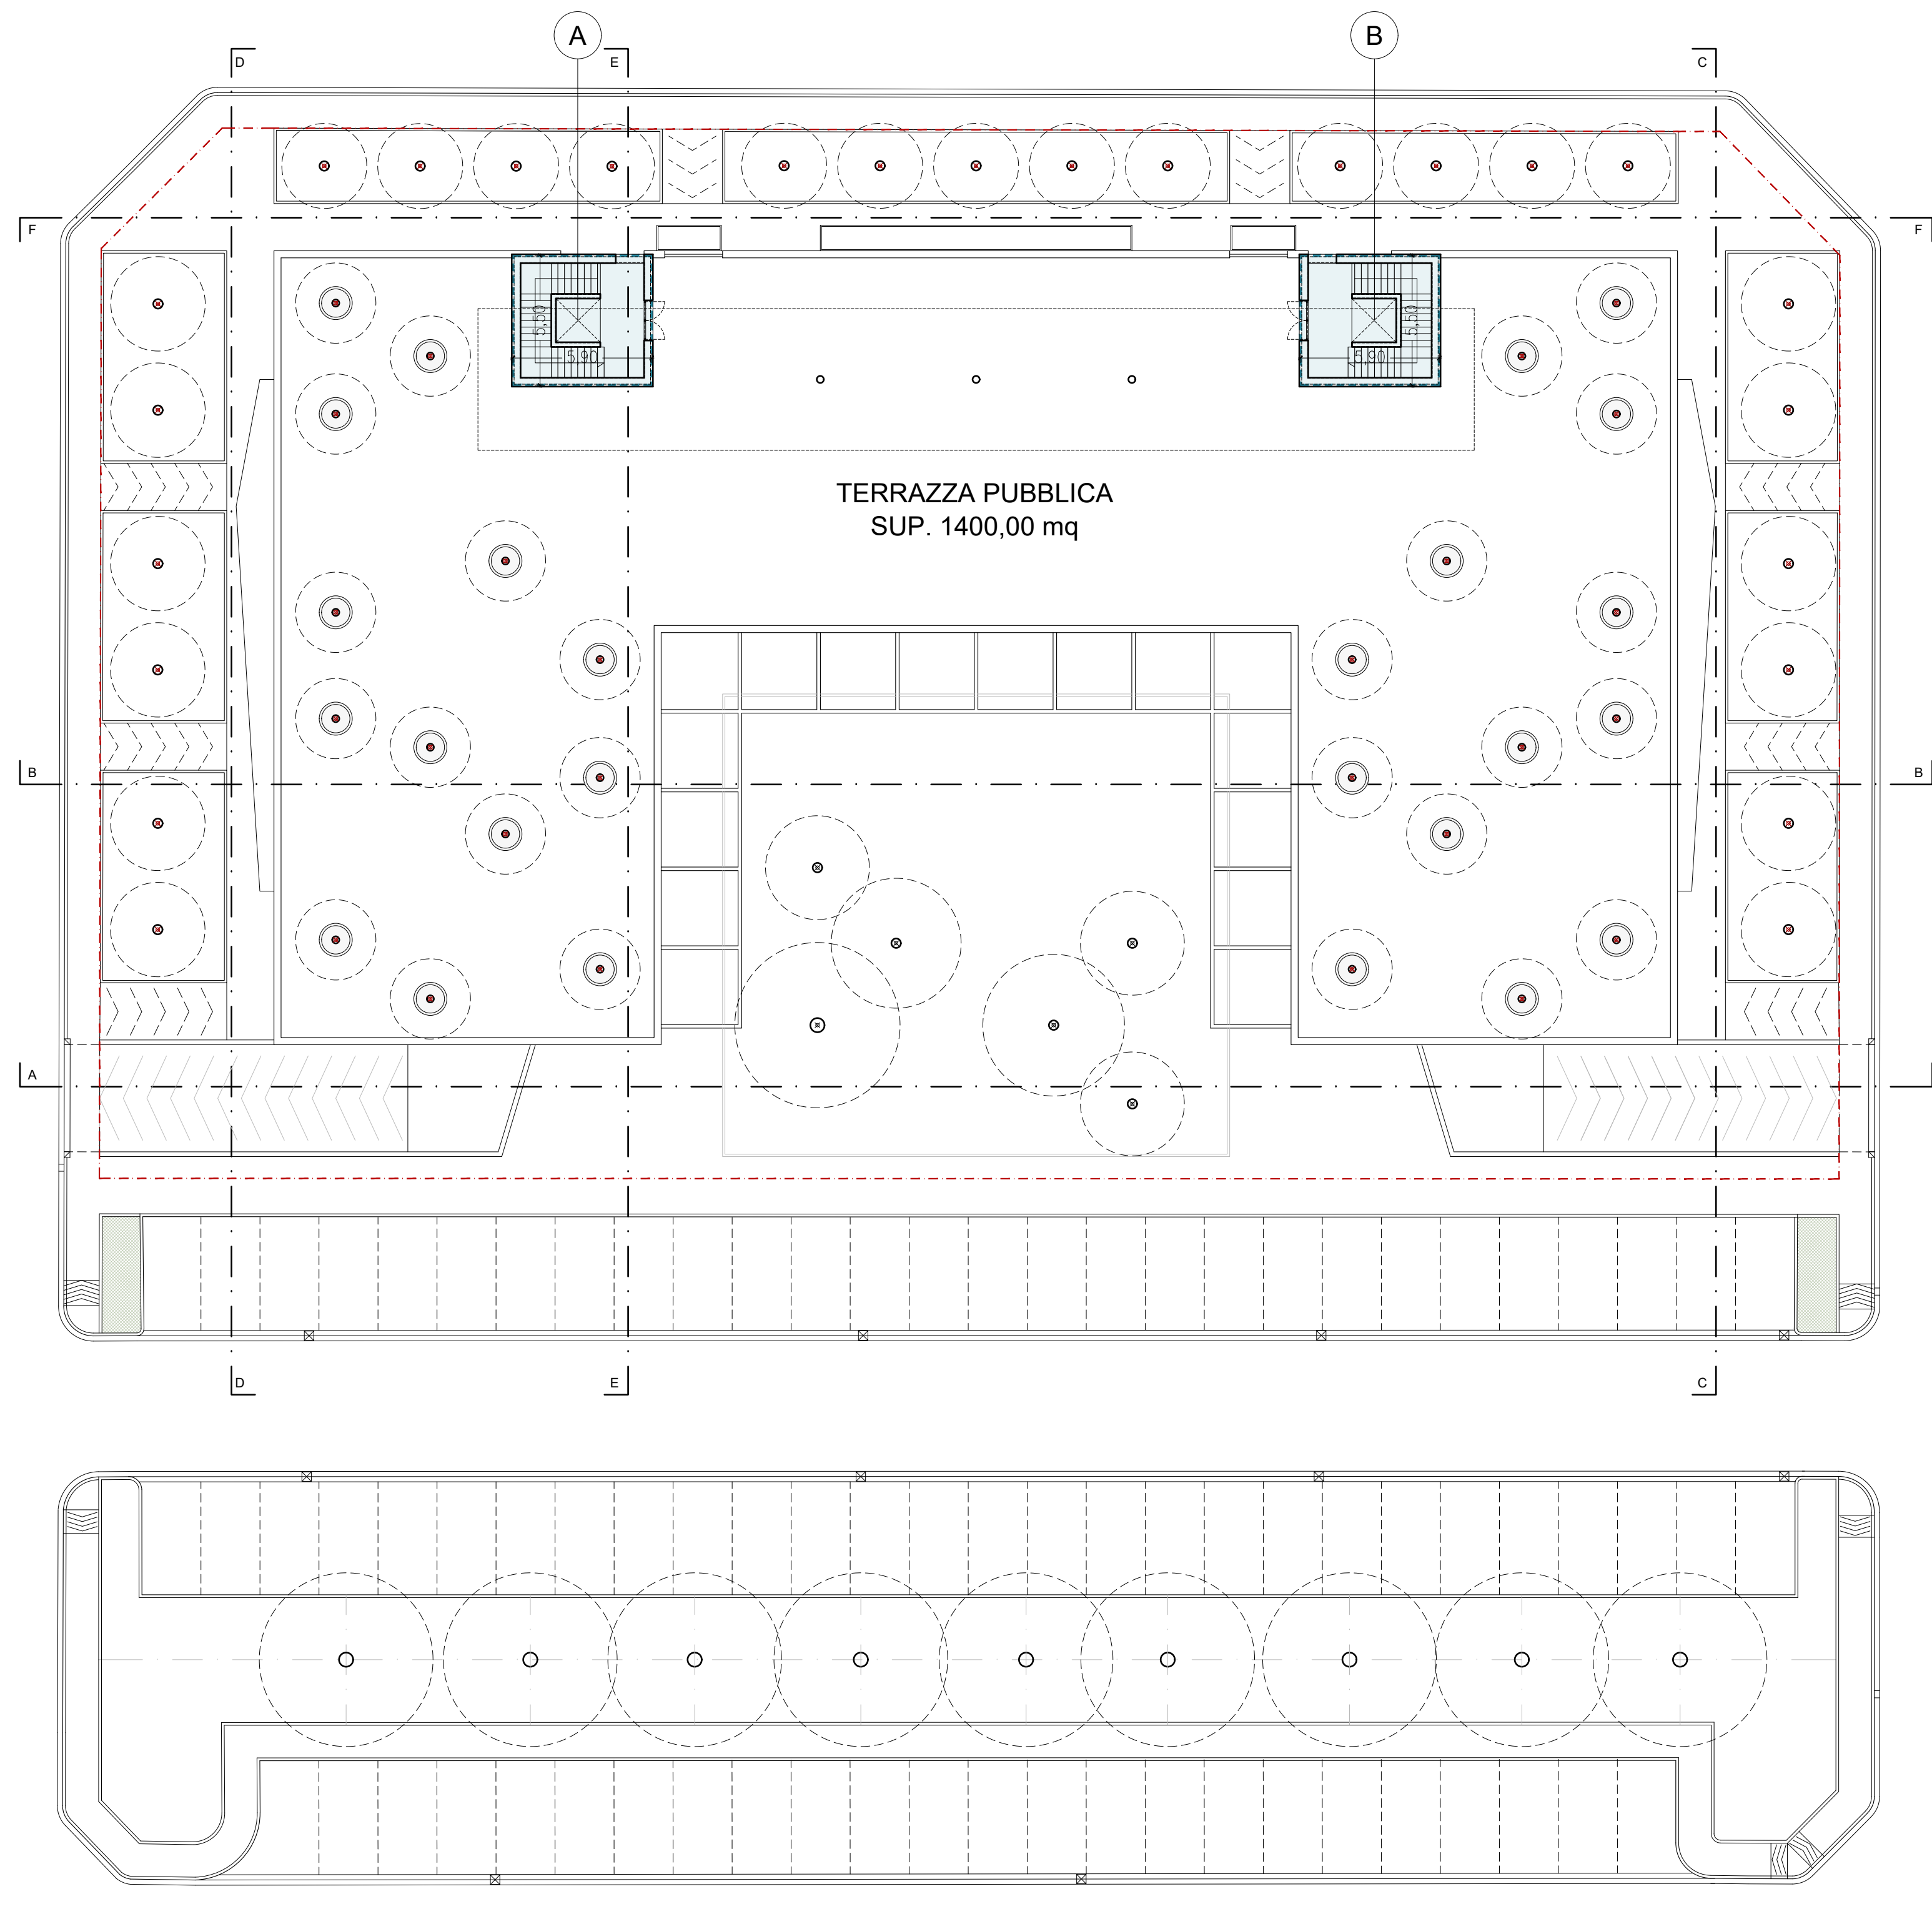 A
B
D
E
C
F
F
5,50
5,90
5,90
5,50
TERRAZZA PUBBLICA
SUP. 1400,00 mq
B
B
A
D
E
C